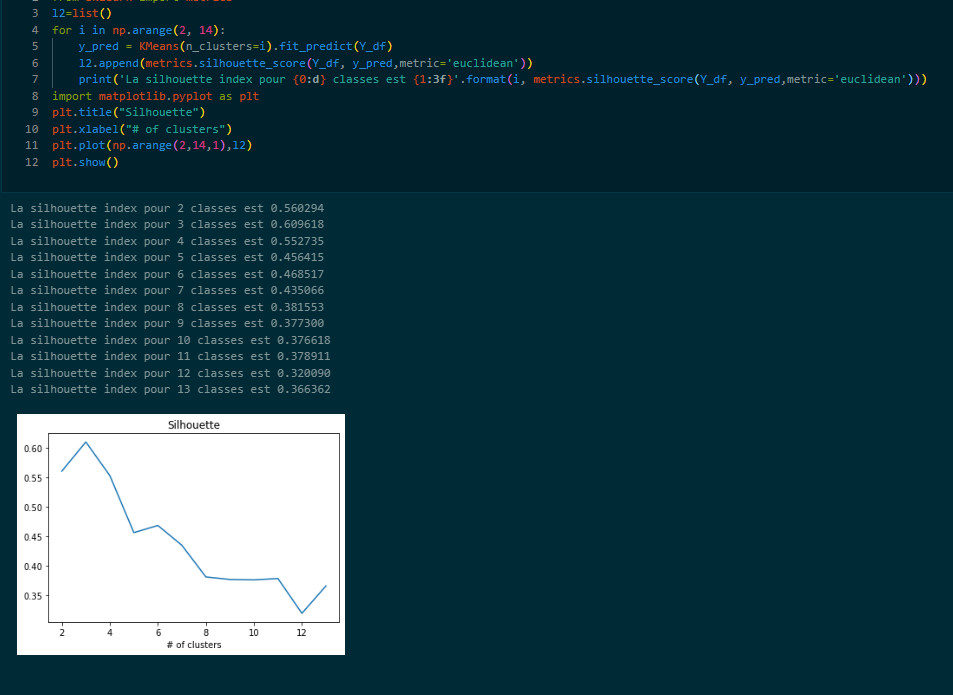 from sklearn import metrics
3 l2=list()
4 for i in np.arange(2, 14):
5 y_pred = KMeans(n_clusters=i).fit_predict(Y_df)
6 l2.append(metrics.silhouette_score(Y_df, y_pred,metric='euclidean'))
7 print('La silhouette index pour {0:d} classes est {1:3f}'.format(i, metrics.silhouette_score(Y_df, y_pred,metric='euclidean')))
8 import matplotlib.pyplot as plt
9 plt.title("Silhouette")
10 plt.xlabel("# of clusters")
11 plt.plot(np.arange(2,14,1),l2)
12 plt.show()
La silhouette index pour 2 classes est 0.560294
La silhouette index pour 3 classes est 0.609618
La silhouette index pour 4 classes est 0.552735
La silhouette index pour 5 classes est 0.456415
La silhouette index pour 6 classes est 0.468517
La silhouette index pour 7 classes est 0.435066
La silhouette index pour 8 classes est 0.381553
La silhouette index pour 9 classes est 0.377300
La silhouette index pour 10 classes est 0.376618
La silhouette index pour 11 classes est 0.378911
La silhouette index pour 12 classes est 0.320090
La silhouette index pour 13 classes est 0.366362
Silhouette
0.60
0.55
0.50
0.45
0.40
0.35
2 4 6 8 10 12
# of clusters